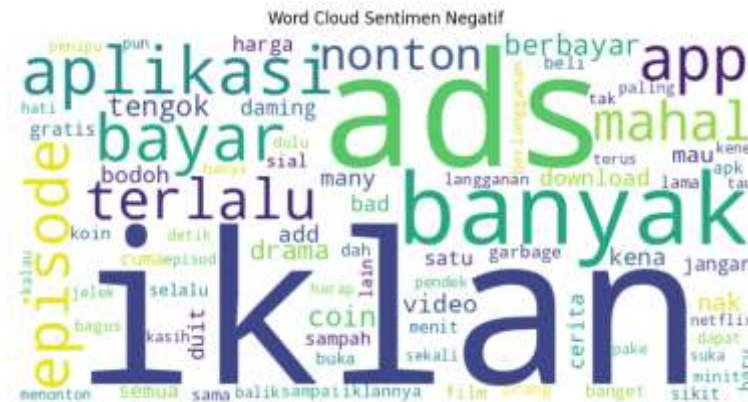 Word Cloud Sentimen Negatif
penipu pun harga nonton berbayar app
aplikasi ads beli
hati tengok daming tak paling mahal
gratis bayar dulu sial terus kene
episode bodoh many langganan download mau lama apk
terlalu bad banyak
koin detik add dah satu garbage kena jangan
kalau cuma episod drama lain pendek nak
jelek selalu harap video cerita netflix
bagus kasih duit coin menit dapat
iklan sampah buka sekali pake suka
minit
menonton semua sama balik sampai iklannya film orang banget sikit baru